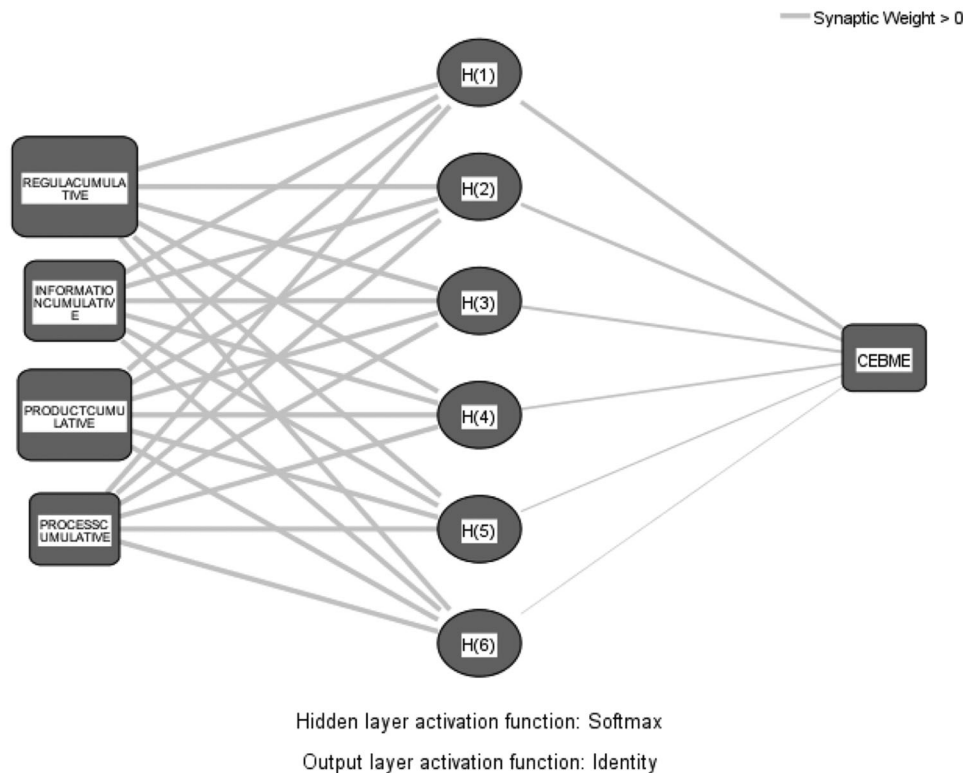 Synaptic Weight > 0
H(1)
REGULACUMULA
TIVE
H(2)
INFORMATIO
NCUMULATIV
E
H(3)
CEBME
PRODUCTCUMU
LATIVE
H(4)
PROCESSC
UMULATIVE
H(5)
H(6)
Hidden layer activation function: Softmax
Output layer activation function: Identity